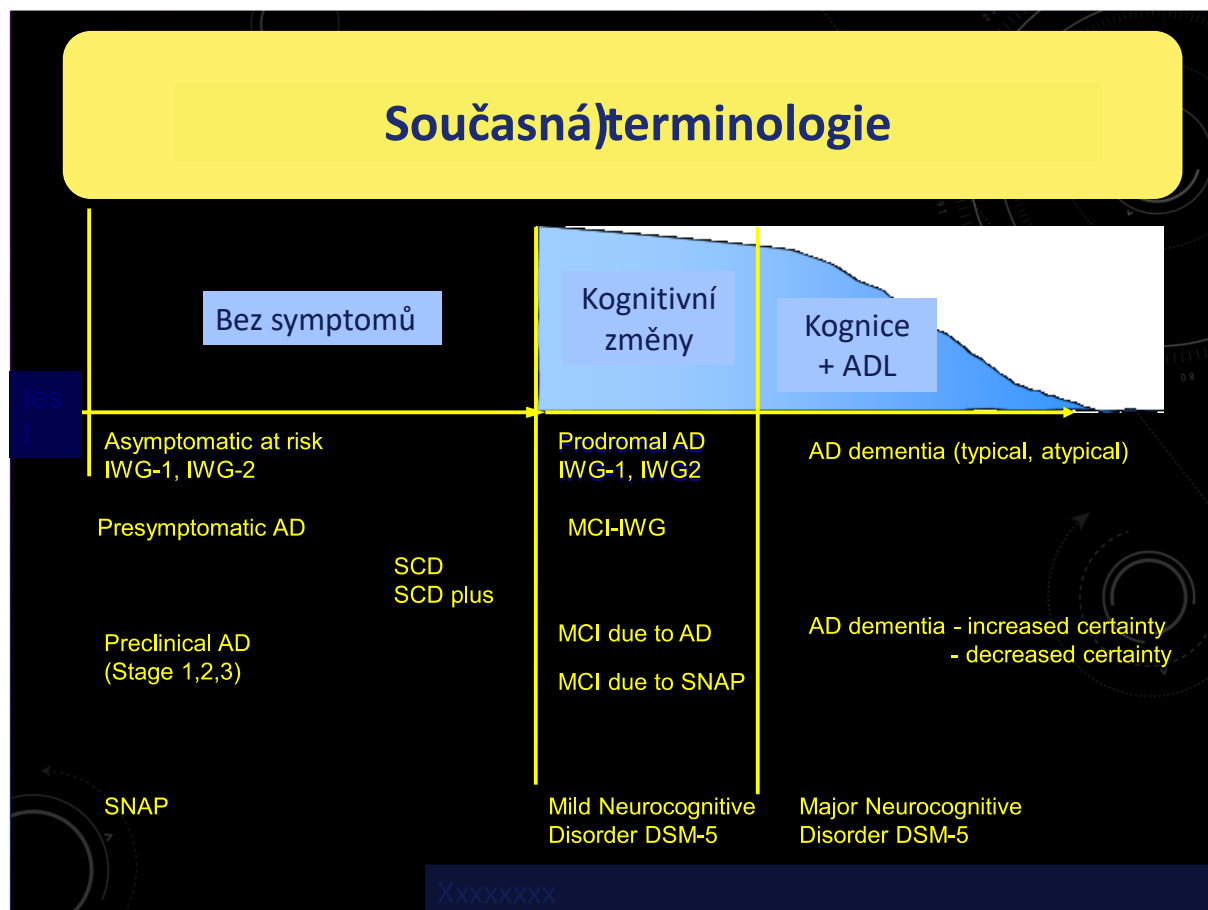 Současná)terminologie
Bez symptomů
Kognitivní
změny
Kognice
+ ADL
tes
t
Asymptomatic at risk
IWG-1, IWG-2
Prodromal AD
IWG-1, IWG2
AD dementia (typical, atypical)
Presymptomatic AD
MCI-IWG
SCD
SCD plus
Preclinical AD
(Stage 1,2,3)
MCI due to AD
MCI due to SNAP
AD dementia - increased certainty
- decreased certainty
SNAP
Mild Neurocognitive
Disorder DSM-5
Major Neurocognitive
Disorder DSM-5
Xxxxxxxx
80